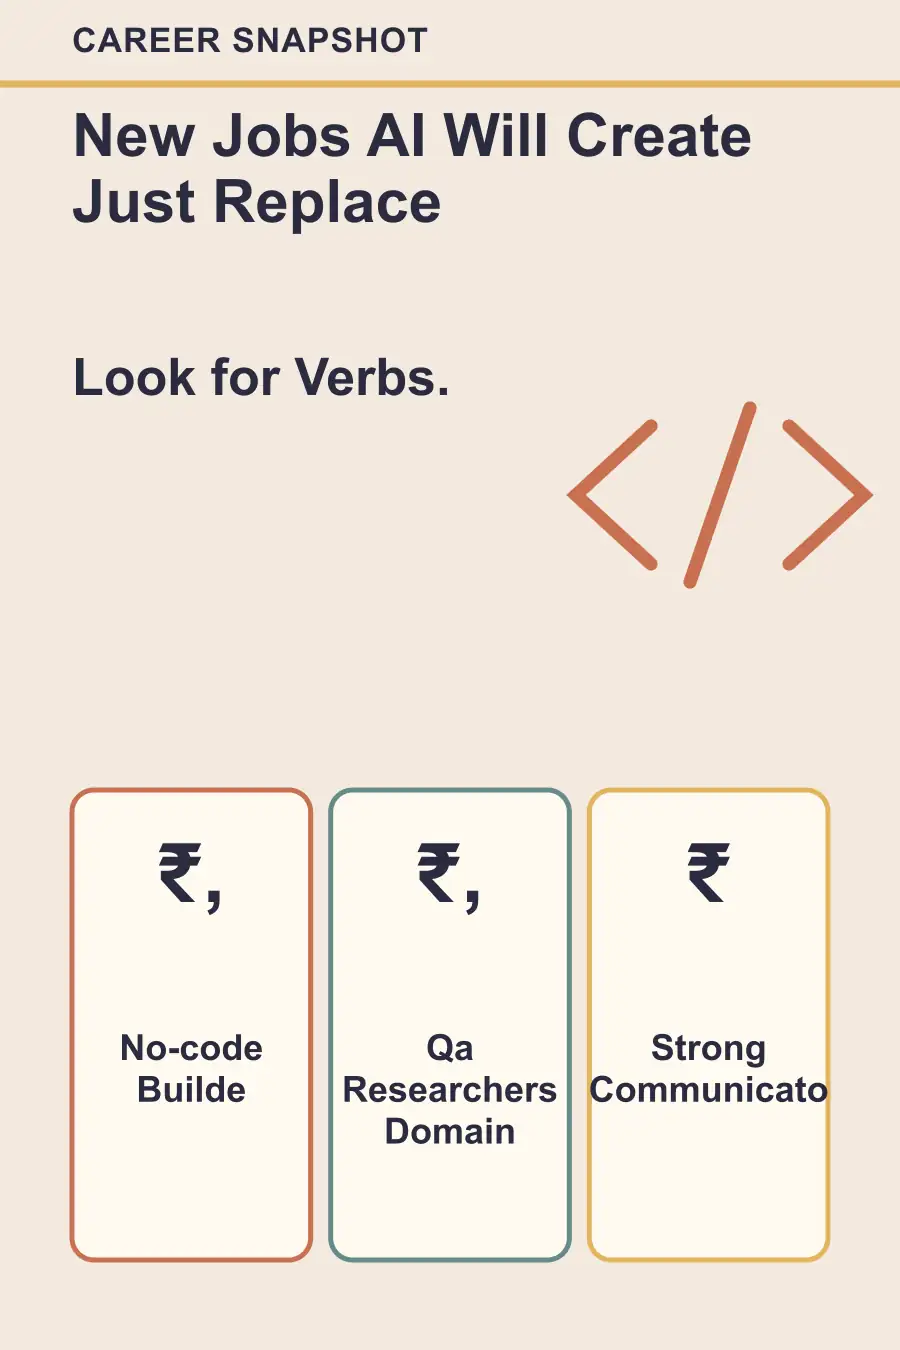 CAREER SNAPSHOT
New Jobs AI Will Create
Just Replace
Look for Verbs.
₹,
No-code
Builde
₹,
Qa
Researchers
Domain
₹
Strong
Communicato